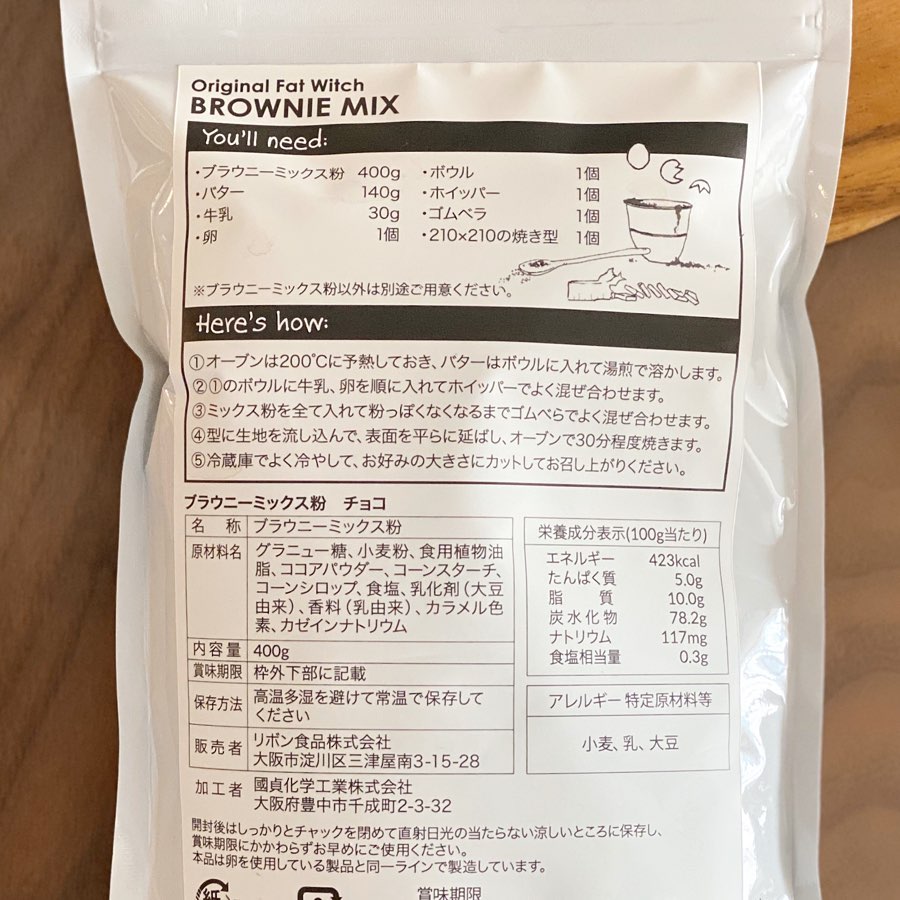 Original Fat Witch
BROWNIE MIX
You'll need:
・ブラウニーミックス粉 400g ・ボウル 1個
・バター 140g ・ホイッパー 1個
・牛乳 30g ・ゴムベラ 1個
・卵 1個 ・210×210の焼き型 1個
※ブラウニーミックス粉以外は別途ご用意ください。
Here's how:
①オーブンは200℃に予熱しておき、バターはボウルに入れて湯煎で溶かします。
②①のボウルに牛乳、卵を順に入れてホイッパーでよく混ぜ合わせます。
③ミックス粉を全て入れて粉っぽくなくなるまでゴムべらでよく混ぜ合わせます。
④型に生地を流し込んで、表面を平らに延ばし、オーブンで30分程度焼きます。
⑤冷蔵庫でよく冷やして、お好みの大きさにカットしてお召し上がりください。
ブラウニーミックス粉 チョコ
名 称 ブラウニーミックス粉
原材料名 グラニュー糖、小麦粉、食用植物油
脂、ココアパウダー、コーンスターチ、
コーンシロップ、食塩、乳化剤(大豆
由来)、香料(乳由来)、カラメル色
素、カゼインナトリウム
内容量 400g
賞味期限 枠外下部に記載
保存方法 高温多湿を避けて常温で保存して
ください
販売者 リボン食品株式会社
大阪市淀川区三津屋南3-15-28
加工者 國貞化学工業株式会社
大阪府豊中市千成町2-3-32
栄養成分表示(100g当たり)
エネルギー 423kcal
たんぱく質 5.0g
脂 質 10.0g
炭水化物 78.2g
ナトリウム 117mg
食塩相当量 0.3g
アレルギー 特定原材料等
小麦、乳、大豆
開封後はしっかりとチャックを閉めて直射日光の当たらない涼しいところに保存し、
賞味期限にかかわらずお早めにご使用ください。
本品は卵を使用している製品と同一ラインで製造しています。
紙
賞味期限